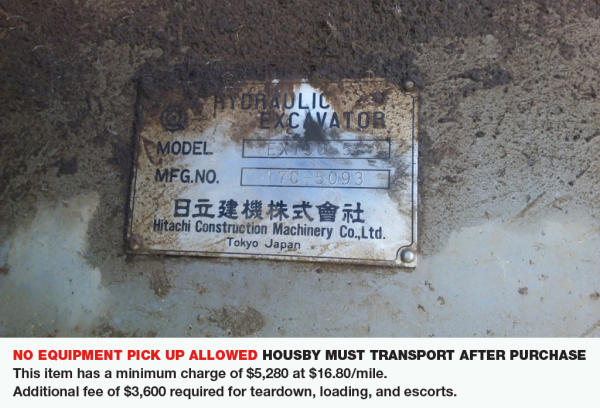 HYDRAULIC
EXCAVATOR
MODEL
MFG.NO. 17C-5093
日立建機株式會社
Hitachi Construction Machinery Co.,Ltd.
Tokyo Japan
NO EQUIPMENT PICK UP ALLOWED HOUSBY MUST TRANSPORT AFTER PURCHASE
This item has a minimum charge of $5,280 at $16.80/mile.
Additional fee of $3,600 required for teardown, loading, and escorts.